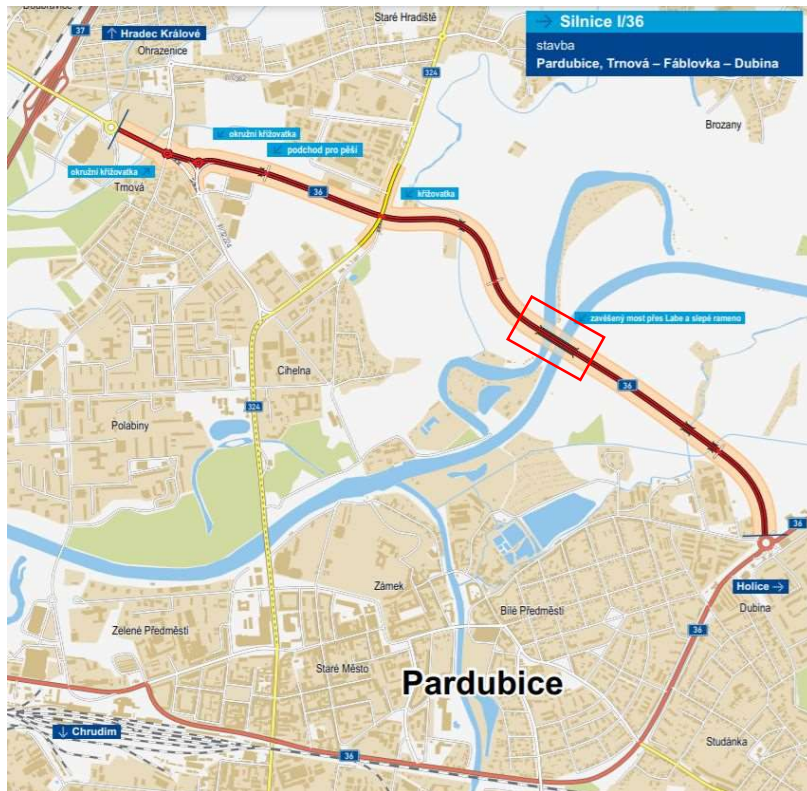 Doubravice
37
↑ Hradec Králové
Ohrazenice
Staré Hradiště
324
→ Silnice I/36
stavba
Pardubice, Trnová – Fáblovka – Dubina
Brozany
okružní křižovatka
podchod pro pěší
okružní křižovatka
Trnová
36
křižovatka
zavěšený most přes Labe a slepé rameno
Cihelna
36
324
Polabiny
36
Zámek
Holice →
Dubina
Bílé Předměstí
Zelené Předměstí
36
Staré Město
Pardubice
↓ Chrudim
36
Studánka